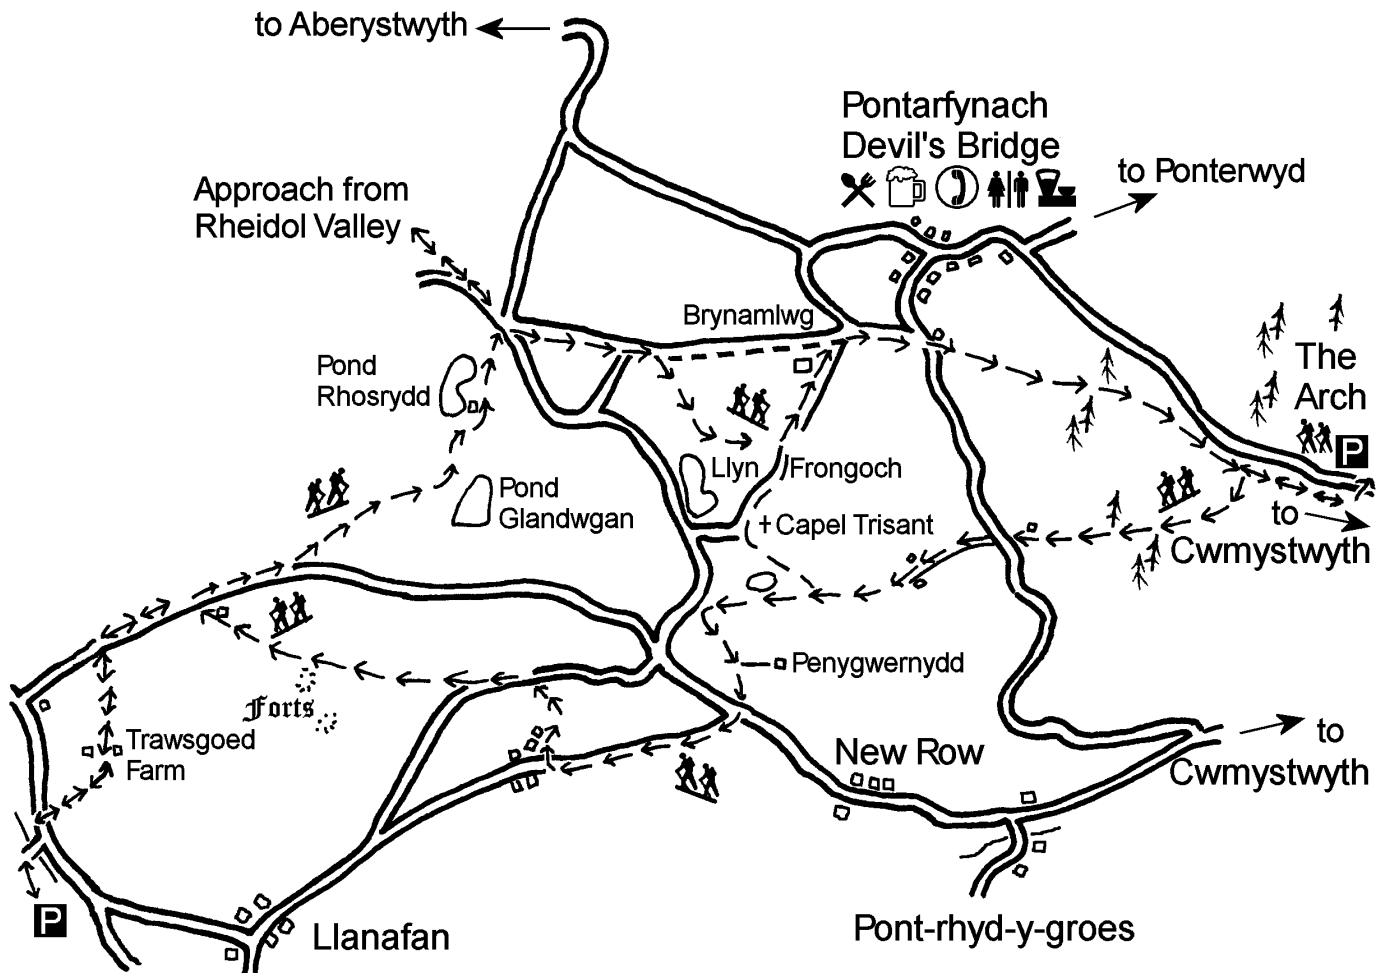 to Aberystwyth
Pontarfynach
Devil's Bridge
to Ponterwyd
Approach from
Rheidol Valley
Brynamlwg
The
Arch
Pond
Rhosrydd
P
Llyn Frongoch
Pond
Glandwgan
Capel Trisant
to
Cwmystwyth
Penygwernydd
Forts
Trawsgoed
Farm
New Row
to
Cwmystwyth
P
Llanafan
Pont-rhyd-y-groes